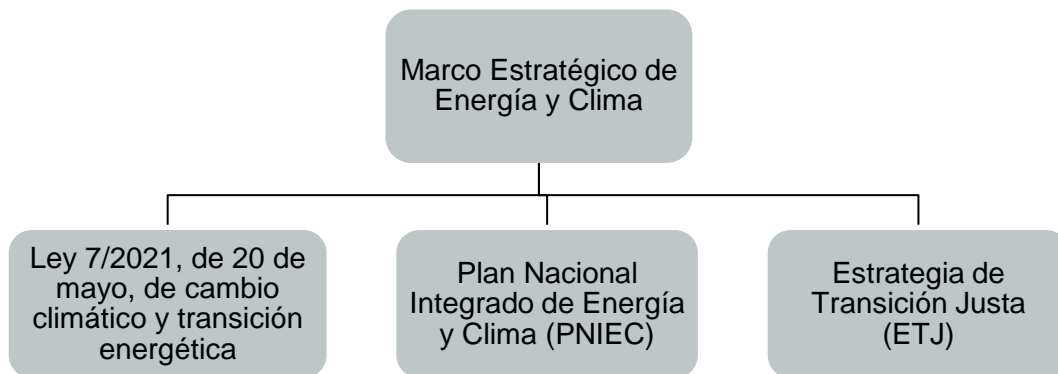 Marco Estratégico de
Energía y Clima
Ley 7/2021, de 20 de
mayo, de cambio
climático y transición
energética
Plan Nacional
Integrado de Energía
y Clima (PNIEC)
Estrategia de
Transición Justa
(ETJ)